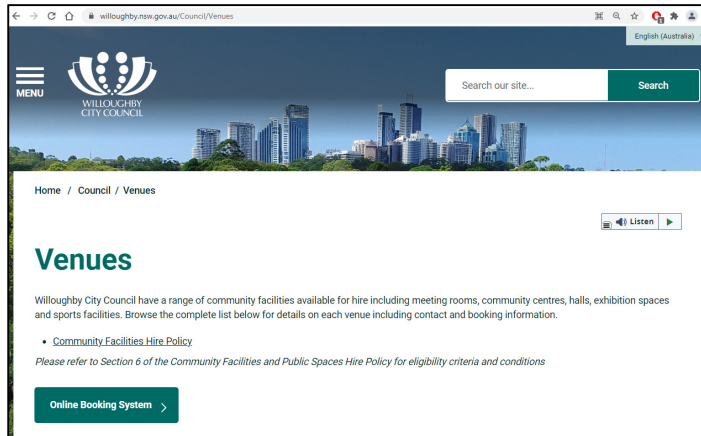 willoughby.nsw.gov.au/Council/Venues
English (Australia)
MENU
WILLOUGHBY
CITY COUNCIL
Search our site...
Search
Home / Council / Venues
Listen
Venues
Willoughby City Council have a range of community facilities available for hire including meeting rooms, community centres, halls, exhibition spaces
and sports facilities. Browse the complete list below for details on each venue including contact and booking information.
• Community Facilities Hire Policy
Please refer to Section 6 of the Community Facilities and Public Spaces Hire Policy for eligibility criteria and conditions
Online Booking System